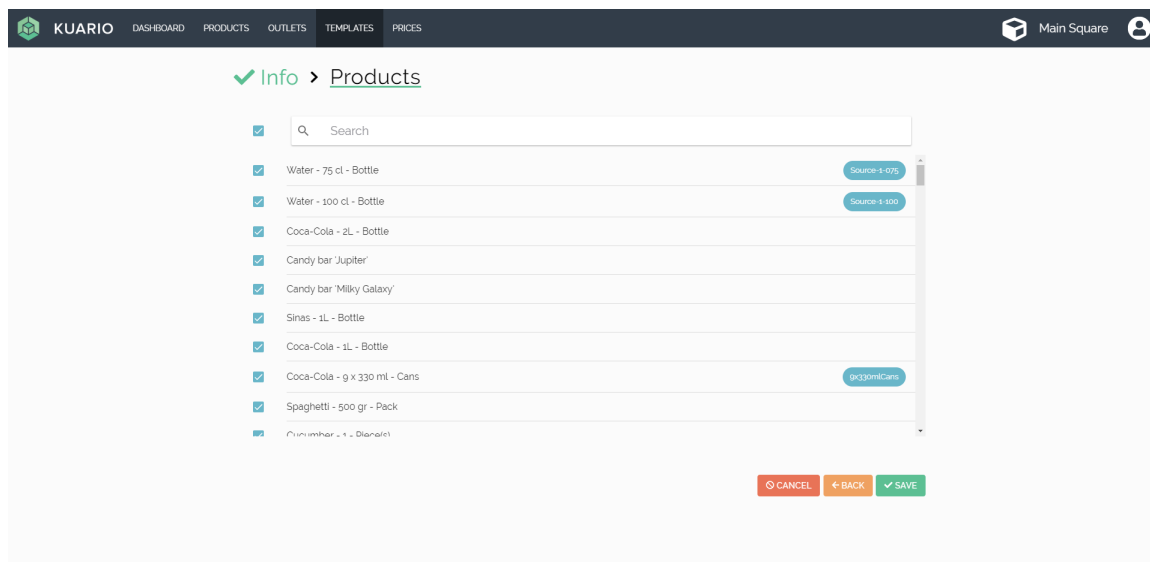 KUARIO DASHBOARD PRODUCTS OUTLETS TEMPLATES PRICES Main Square
Info > Products
Search
Water - 75 cl - Bottle Source-1-075
Water - 100 cl - Bottle Source-1-100
Coca-Cola - 2L - Bottle
Candy bar 'Jupiter'
Candy bar 'Milky Galaxy'
Sinas - 1L - Bottle
Coca-Cola - 1L - Bottle
Coca-Cola - 9 x 330 ml - Cans 9x330mlCans
Spaghetti - 500 gr - Pack
Cucumber - 1 - Piece(s)
CANCEL BACK SAVE